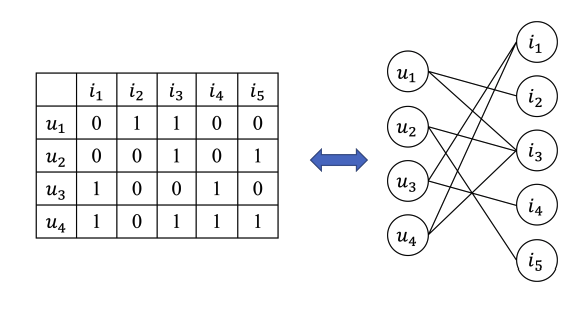 i₁ i₂ i₃ i₄ i₅
u₁ 0 1 1 0 0
u₂ 0 0 1 0 1
u₃ 1 0 0 1 0
u₄ 1 0 1 1 1
u₁
u₂
u₃
u₄
i₁
i₂
i₃
i₄
i₅